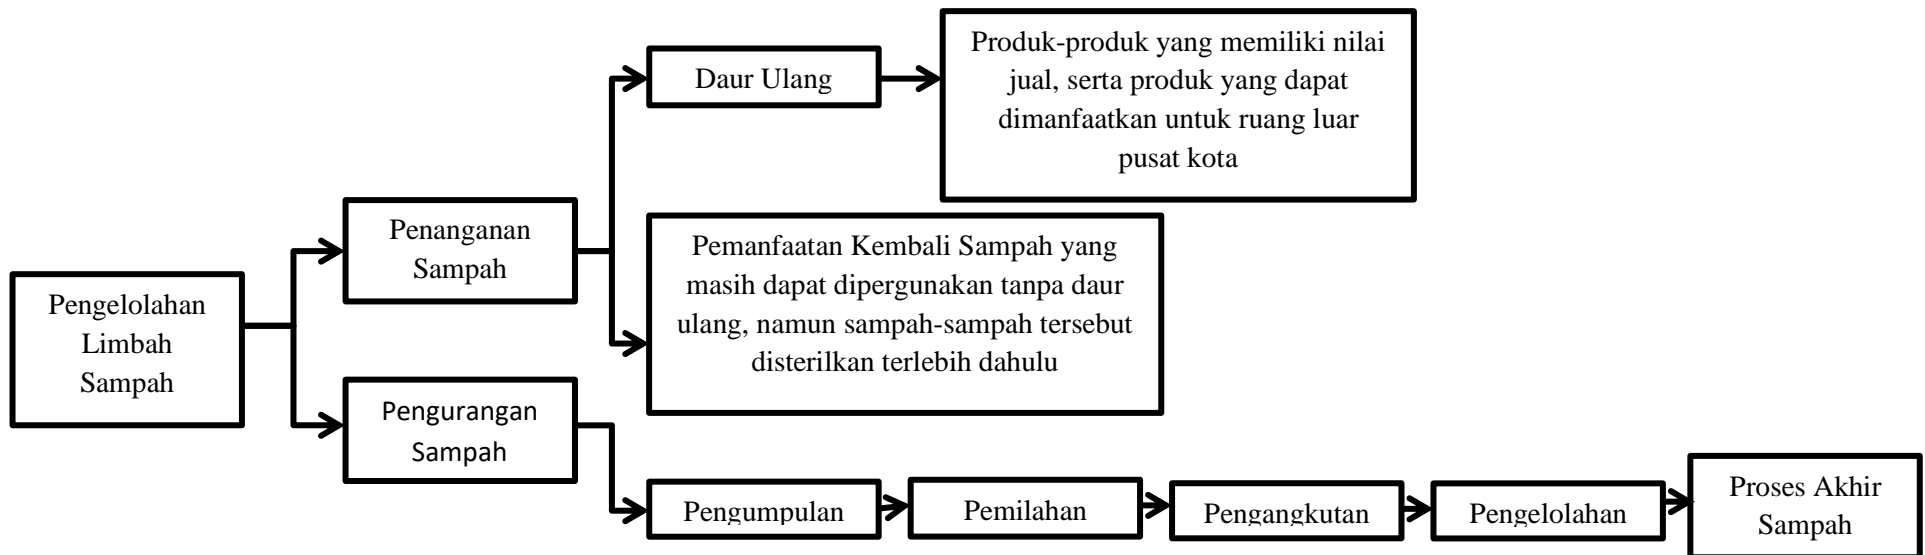 Pengelolahan
Limbah
Sampah
Penanganan
Sampah
Daur Ulang
Produk-produk yang memiliki nilai
jual, serta produk yang dapat
dimanfaatkan untuk ruang luar
pusat kota
Pemanfaatan Kembali Sampah yang
masih dapat dipergunakan tanpa daur
ulang, namun sampah-sampah tersebut
disterilkan terlebih dahulu
Pengurangan
Sampah
Pengumpulan
Pemilahan
Pengangkutan
Pengelolahan
Proses Akhir
Sampah